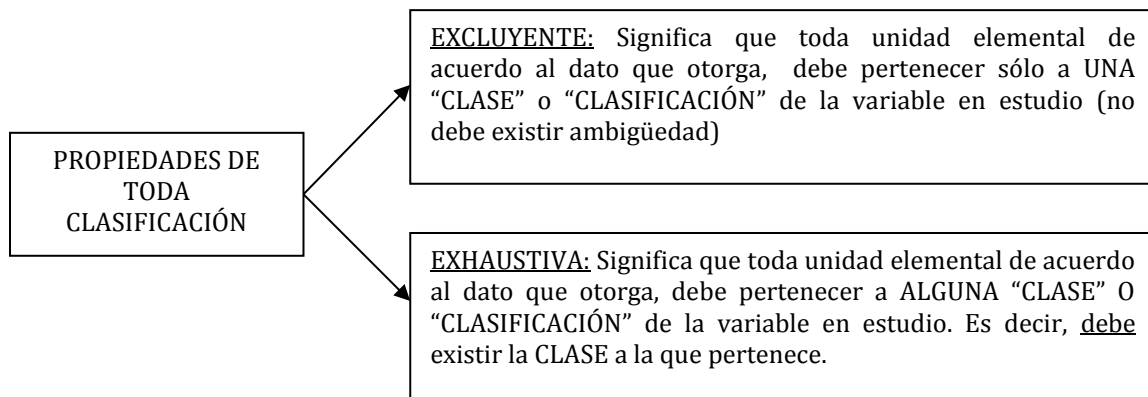 PROPIEDADES DE
TODA
CLASIFICACIÓN
EXCLUYENTE: Significa que toda unidad elemental de
acuerdo al dato que otorga, debe pertenecer sólo a UNA
“CLASE” o “CLASIFICACIÓN” de la variable en estudio (no
debe existir ambigüedad)
EXHAUSTIVA: Significa que toda unidad elemental de acuerdo
al dato que otorga, debe pertenecer a ALGUNA “CLASE” O
“CLASIFICACIÓN” de la variable en estudio. Es decir, debe
existir la CLASE a la que pertenece.